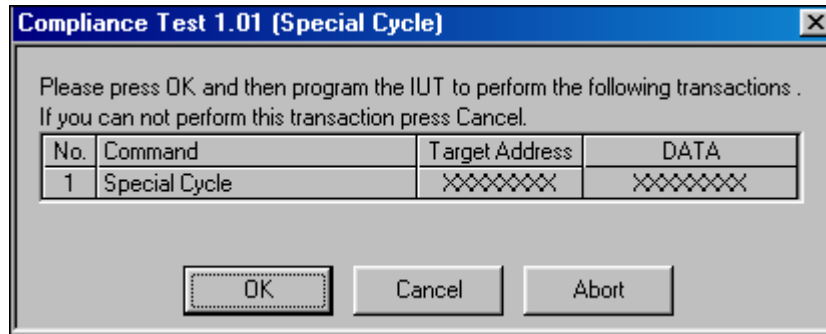 Compliance Test 1.01 (Special Cycle)
Please press OK and then program the IUT to perform the following transactions .
If you can not perform this transaction press Cancel.
No. Command Target Address DATA
1 Special Cycle XXXXXXXX XXXXXXXX
OK Cancel Abort